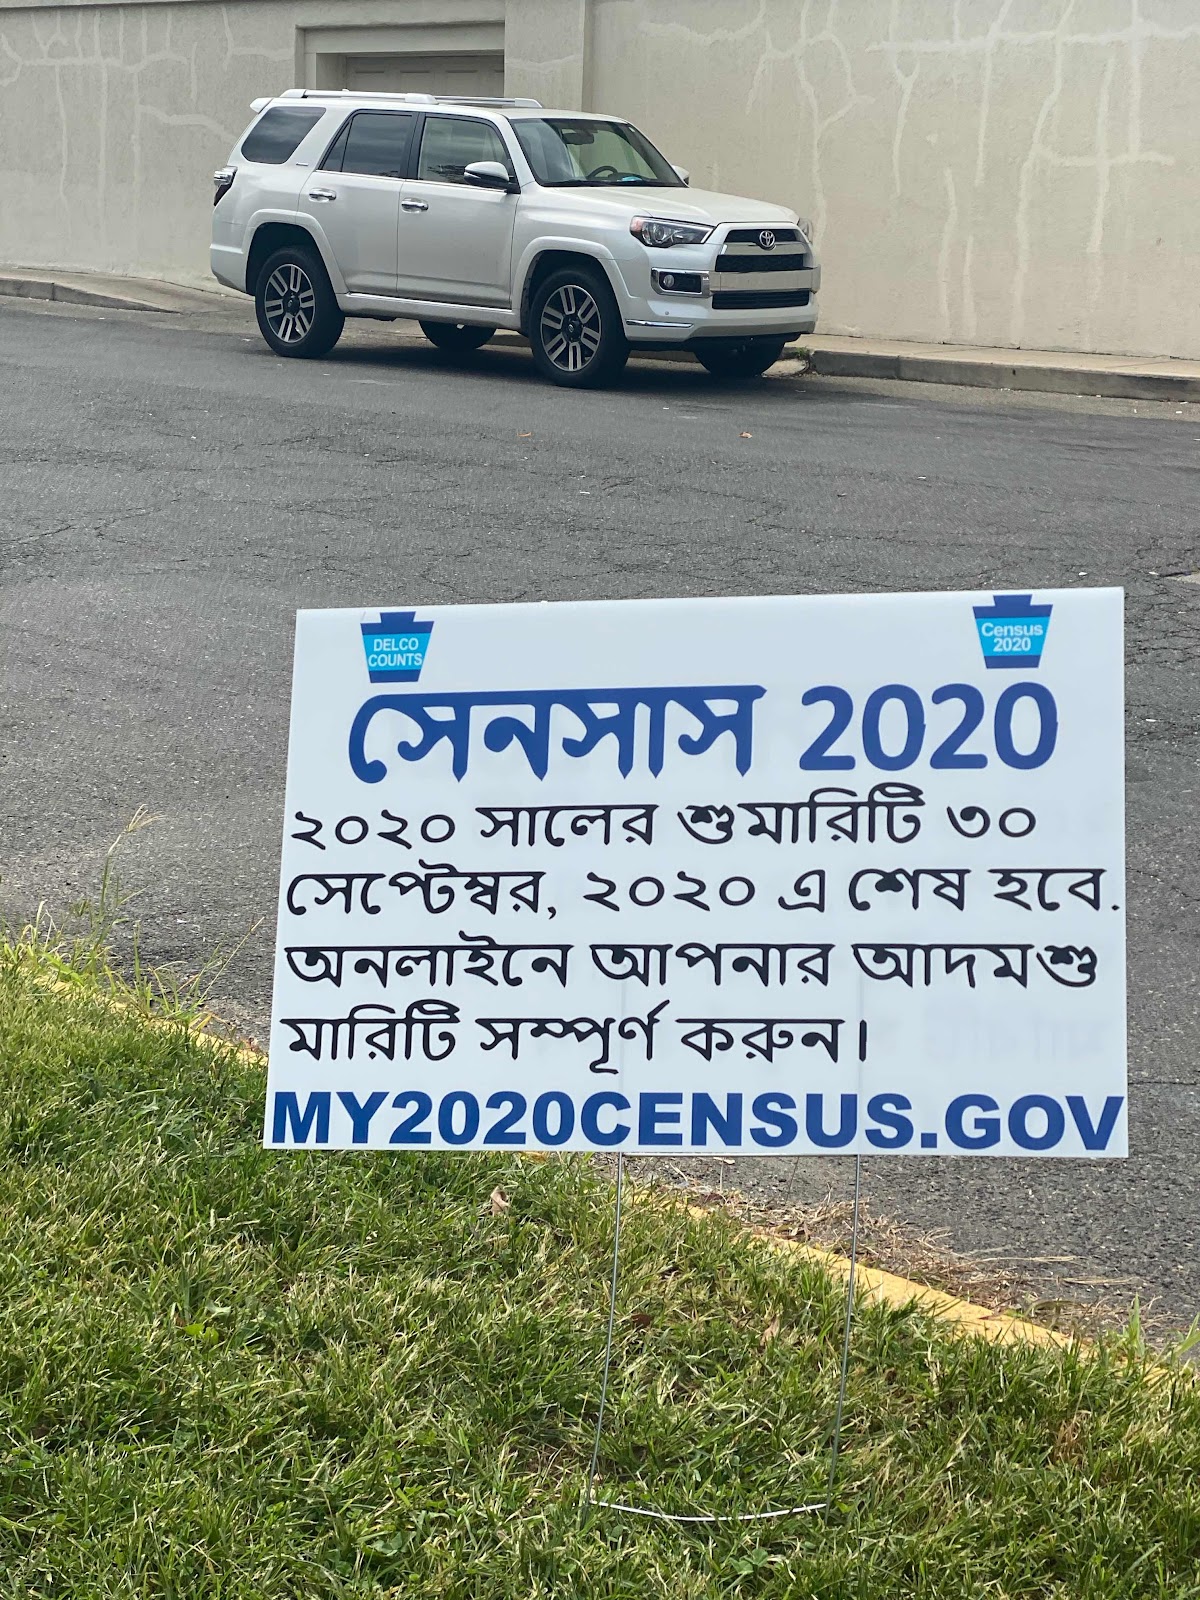 DELCO
COUNTS
Census
2020
সেনসাস 2020
২০২০ সালের শুমারিটি ৩০
সেপ্টেম্বর, ২০২০ এ শেষ হবে.
অনলাইনে আপনার আদমশু
মারিটি সম্পূর্ণ করুন।
MY2020CENSUS.GOV